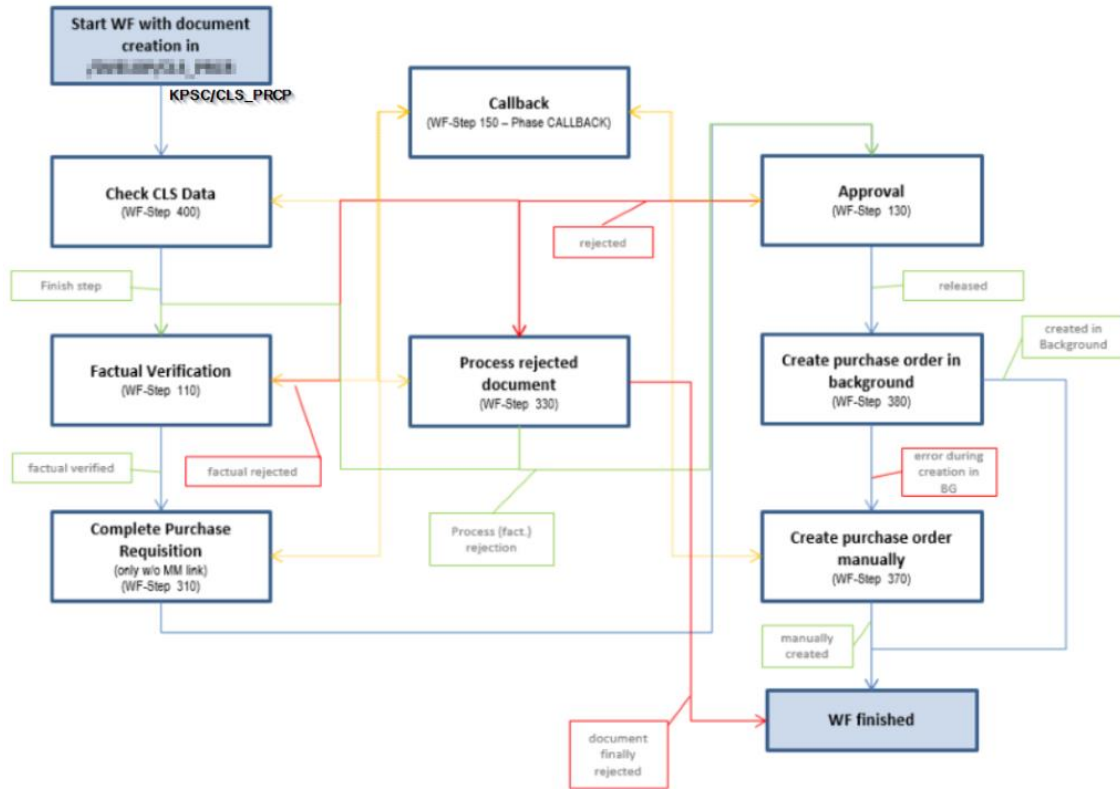 Start WF with document
creation in
KPSC/CLS_PRCP
Callback
(WF-Step 150 – Phase CALLBACK)
Check CLS Data
(WF-Step 400)
Approval
(WF-Step 130)
rejected
Finish step
released
created in
Background
Factual Verification
(WF-Step 110)
Process rejected
document
(WF-Step 330)
Create purchase order in
background
(WF-Step 380)
factual verified
factual rejected
error during
creation in
BG
Process (fact.)
rejection
Complete Purchase
Requisition
(only w/o MM link)
(WF-Step 310)
Create purchase order
manually
(WF-Step 370)
manually
created
document
finally
rejected
WF finished